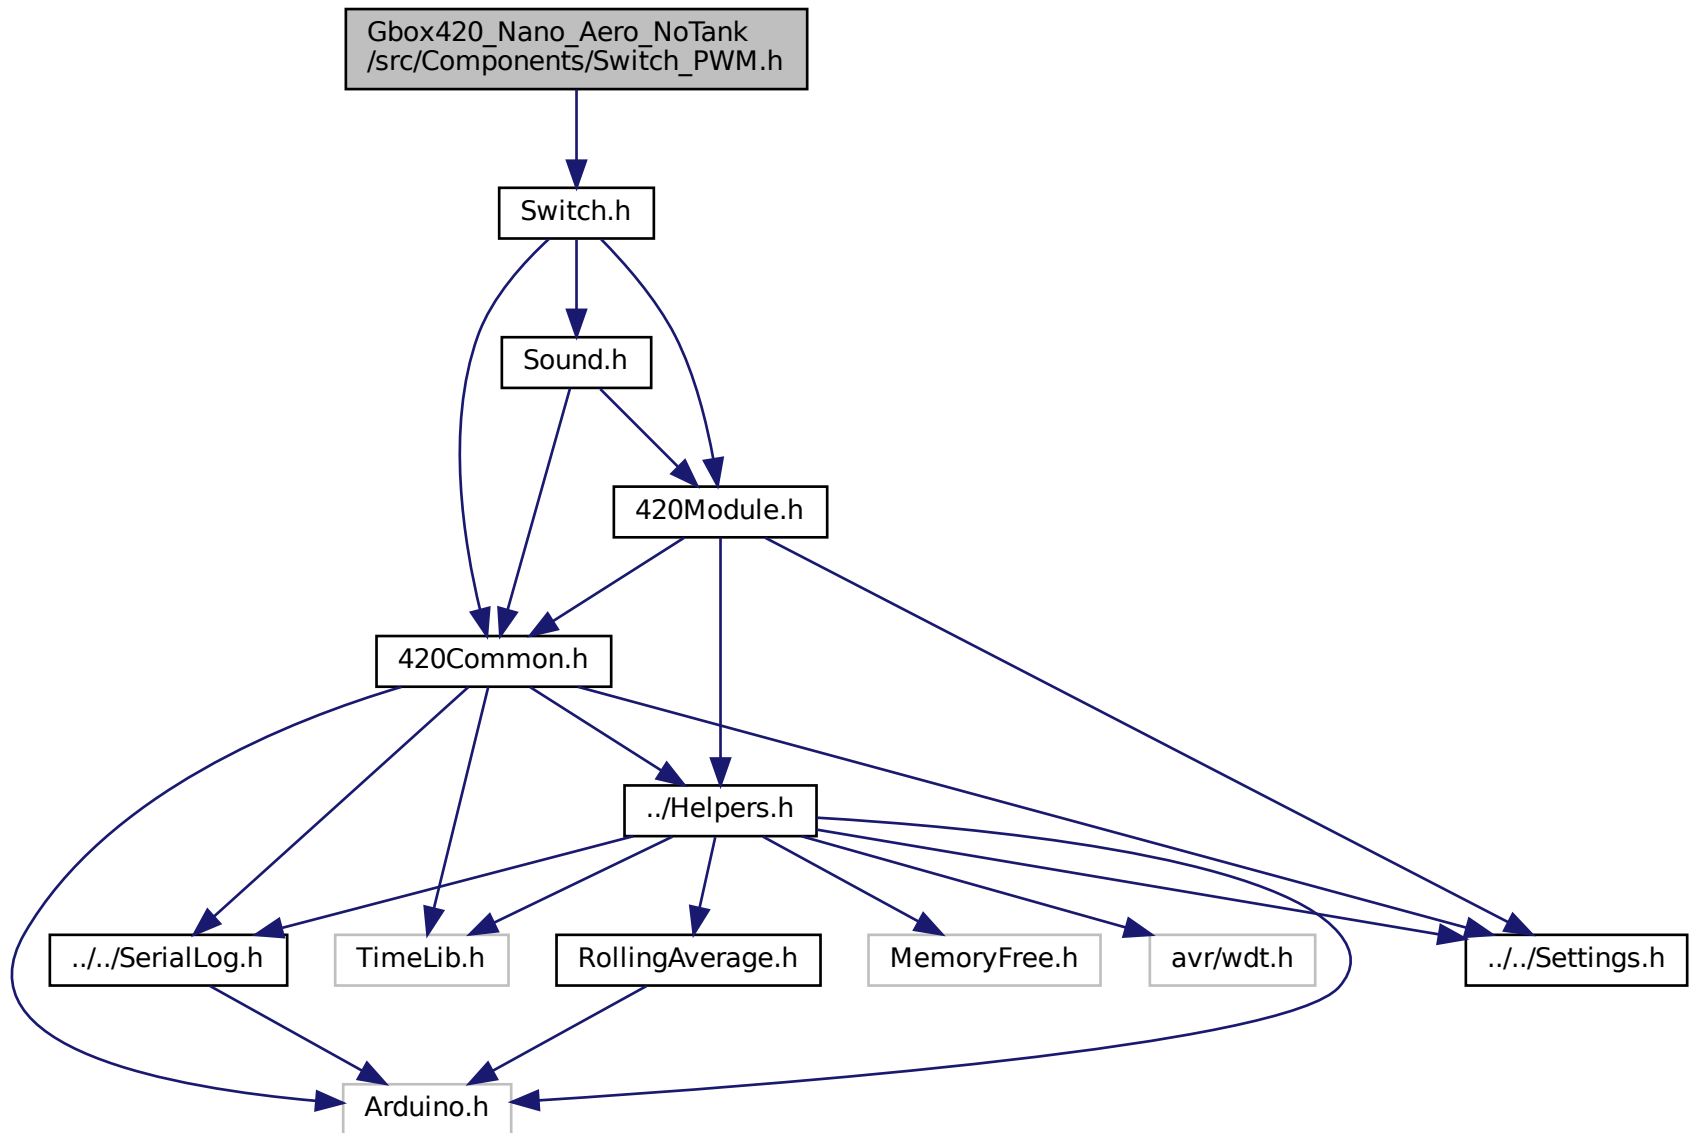 Gbox420_Nano_Aero_NoTank
/src/Components/Switch_PWM.h
Switch.h
Sound.h
420Module.h
420Common.h
../Helpers.h
../../SerialLog.h
TimeLib.h
RollingAverage.h
MemoryFree.h
avr/wdt.h
../../Settings.h
Arduino.h